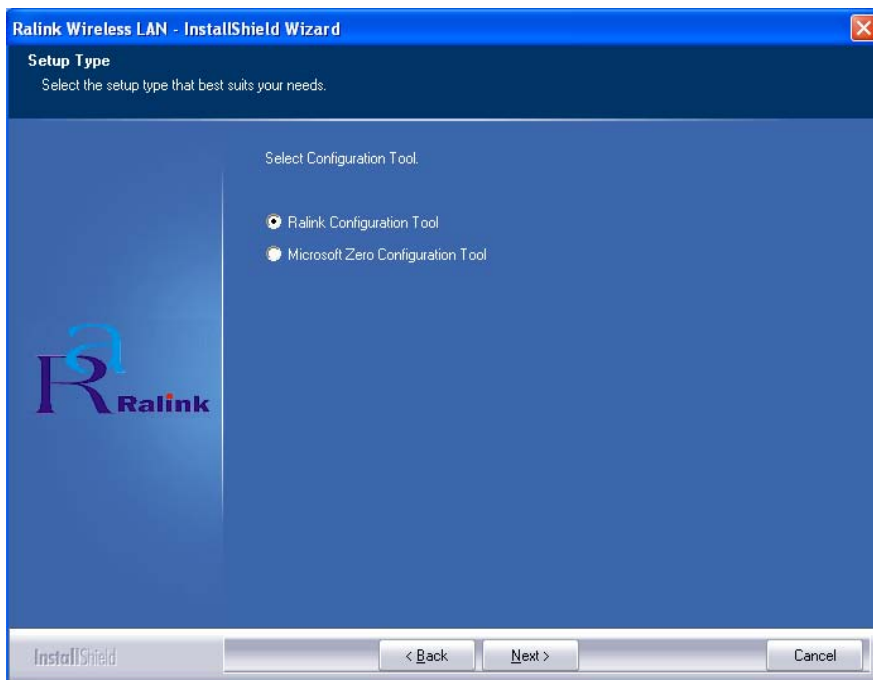 Ralink Wireless LAN - InstallShield Wizard
Setup Type
Select the setup type that best suits your needs.
Select Configuration Tool.
Ralink Configuration Tool
Microsoft Zero Configuration Tool
Ra
Ralink
InstallShield
< Back
Next >
Cancel